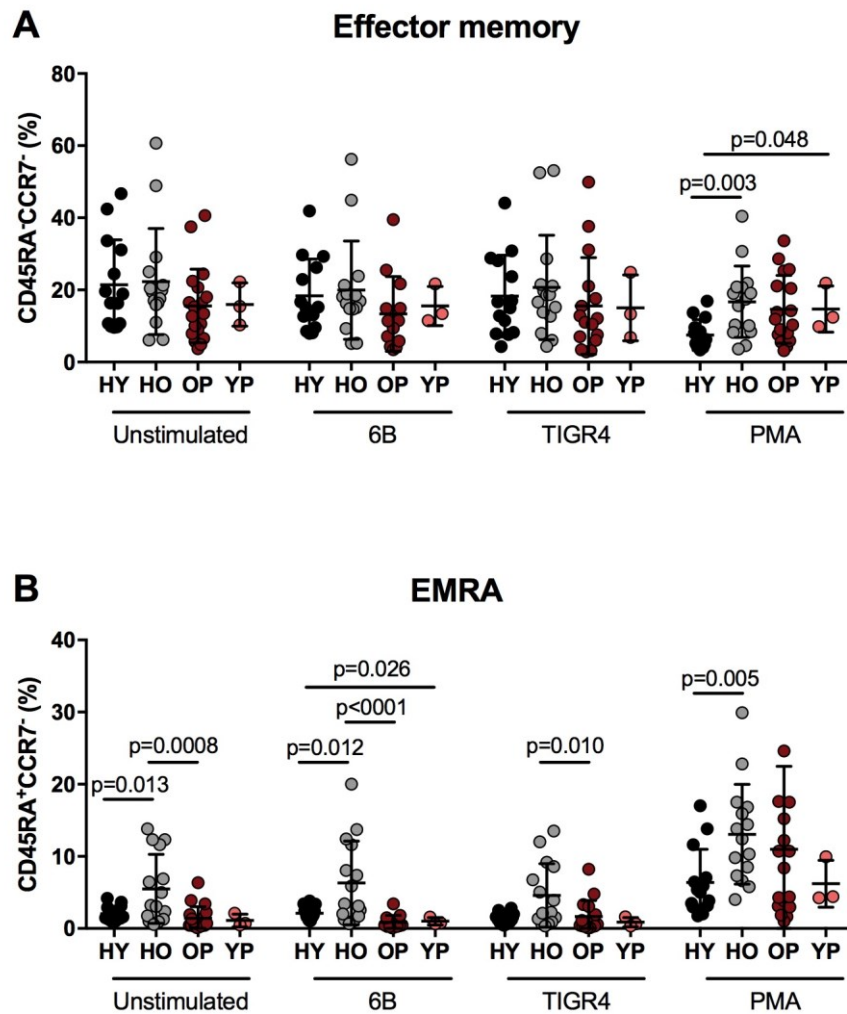 A Effector memory
CD45RA⁻CCR7⁻ (%)
80
60
40
20
0
p=0.048
p=0.003
HY HO OP YP HY HO OP YP HY HO OP YP HY HO OP YP
Unstimulated 6B TIGR4 PMA
B EMRA
CD45RA⁺CCR7⁻ (%)
40
30
20
10
0
p=0.026
p=0.005
p<0001
p=0.0008
p=0.010
p=0.012
p=0.013
HY HO OP YP HY HO OP YP HY HO OP YP HY HO OP YP
Unstimulated 6B TIGR4 PMA